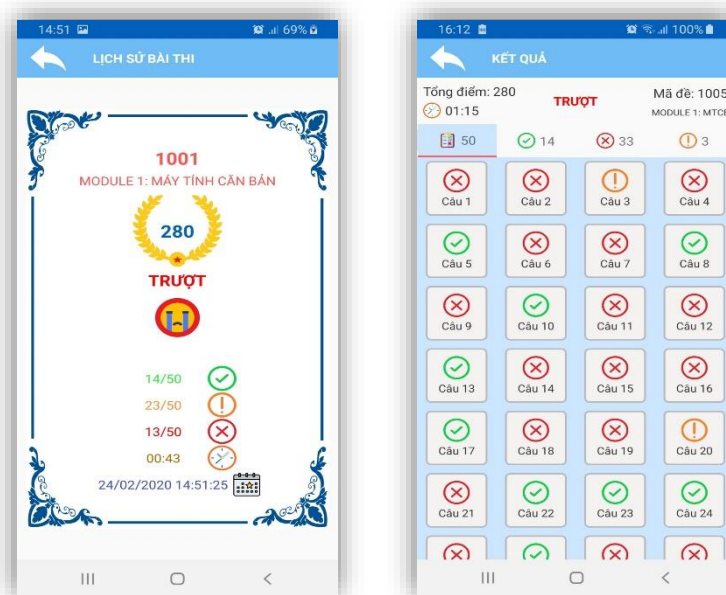 14:51 69%
LỊCH SỬ BÀI THI
1001
MODULE 1: MÁY TÍNH CĂN BẢN
280
TRƯỢT
14/50
23/50
13/50
00:43
24/02/2020 14:51:25
16:12 100%
KẾT QUẢ
Tổng điểm: 280 Mã đề: 1005
01:15 TRƯỢT MODULE 1: MTCB
50 14 33 3
Câu 1 Câu 2 Câu 3 Câu 4
Câu 5 Câu 6 Câu 7 Câu 8
Câu 9 Câu 10 Câu 11 Câu 12
Câu 13 Câu 14 Câu 15 Câu 16
Câu 17 Câu 18 Câu 19 Câu 20
Câu 21 Câu 22 Câu 23 Câu 24